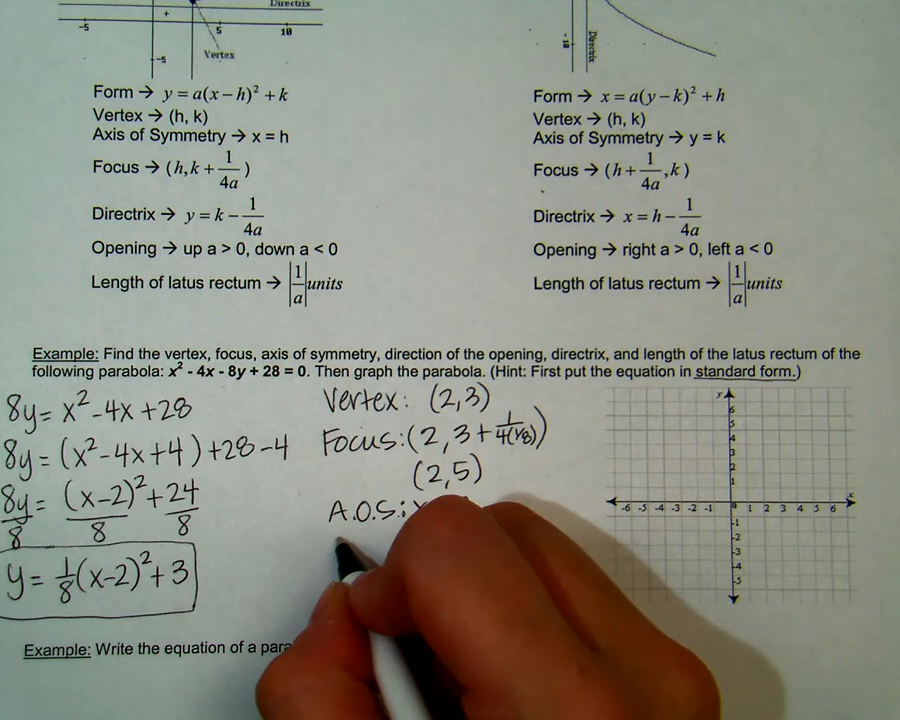 Directrix
-5 5 10
Vertex
-5
-10
Directrix
Form → y = a(x – h)² + k
Vertex → (h, k)
Axis of Symmetry → x = h
Focus → (h, k + 1/4a)
Directrix → y = k – 1/4a
Opening → up a > 0, down a < 0
Length of latus rectum → |1/a| units
Form → x = a(y – k)² + h
Vertex → (h, k)
Axis of Symmetry → y = k
Focus → (h + 1/4a, k)
Directrix → x = h – 1/4a
Opening → right a > 0, left a < 0
Length of latus rectum → |1/a| units
Example: Find the vertex, focus, axis of symmetry, direction of the opening, directrix, and length of the latus rectum of the
following parabola: x² - 4x - 8y + 28 = 0. Then graph the parabola. (Hint: First put the equation in standard form.)
8y = x² - 4x + 28
8y = (x² - 4x + 4) + 28 - 4
8y/8 = (x-2)²/8 + 24/8
y = 1/8(x-2)² + 3
Vertex: (2,3)
Focus: (2, 3 + 1/4(1/8))
(2,5)
A.O.S.:
y
6
5
4
3
2
1
x
-6 -5 -4 -3 -2 -1 0 1 2 3 4 5 6
-1
-2
-3
-4
-5
Example: Write the equation of a